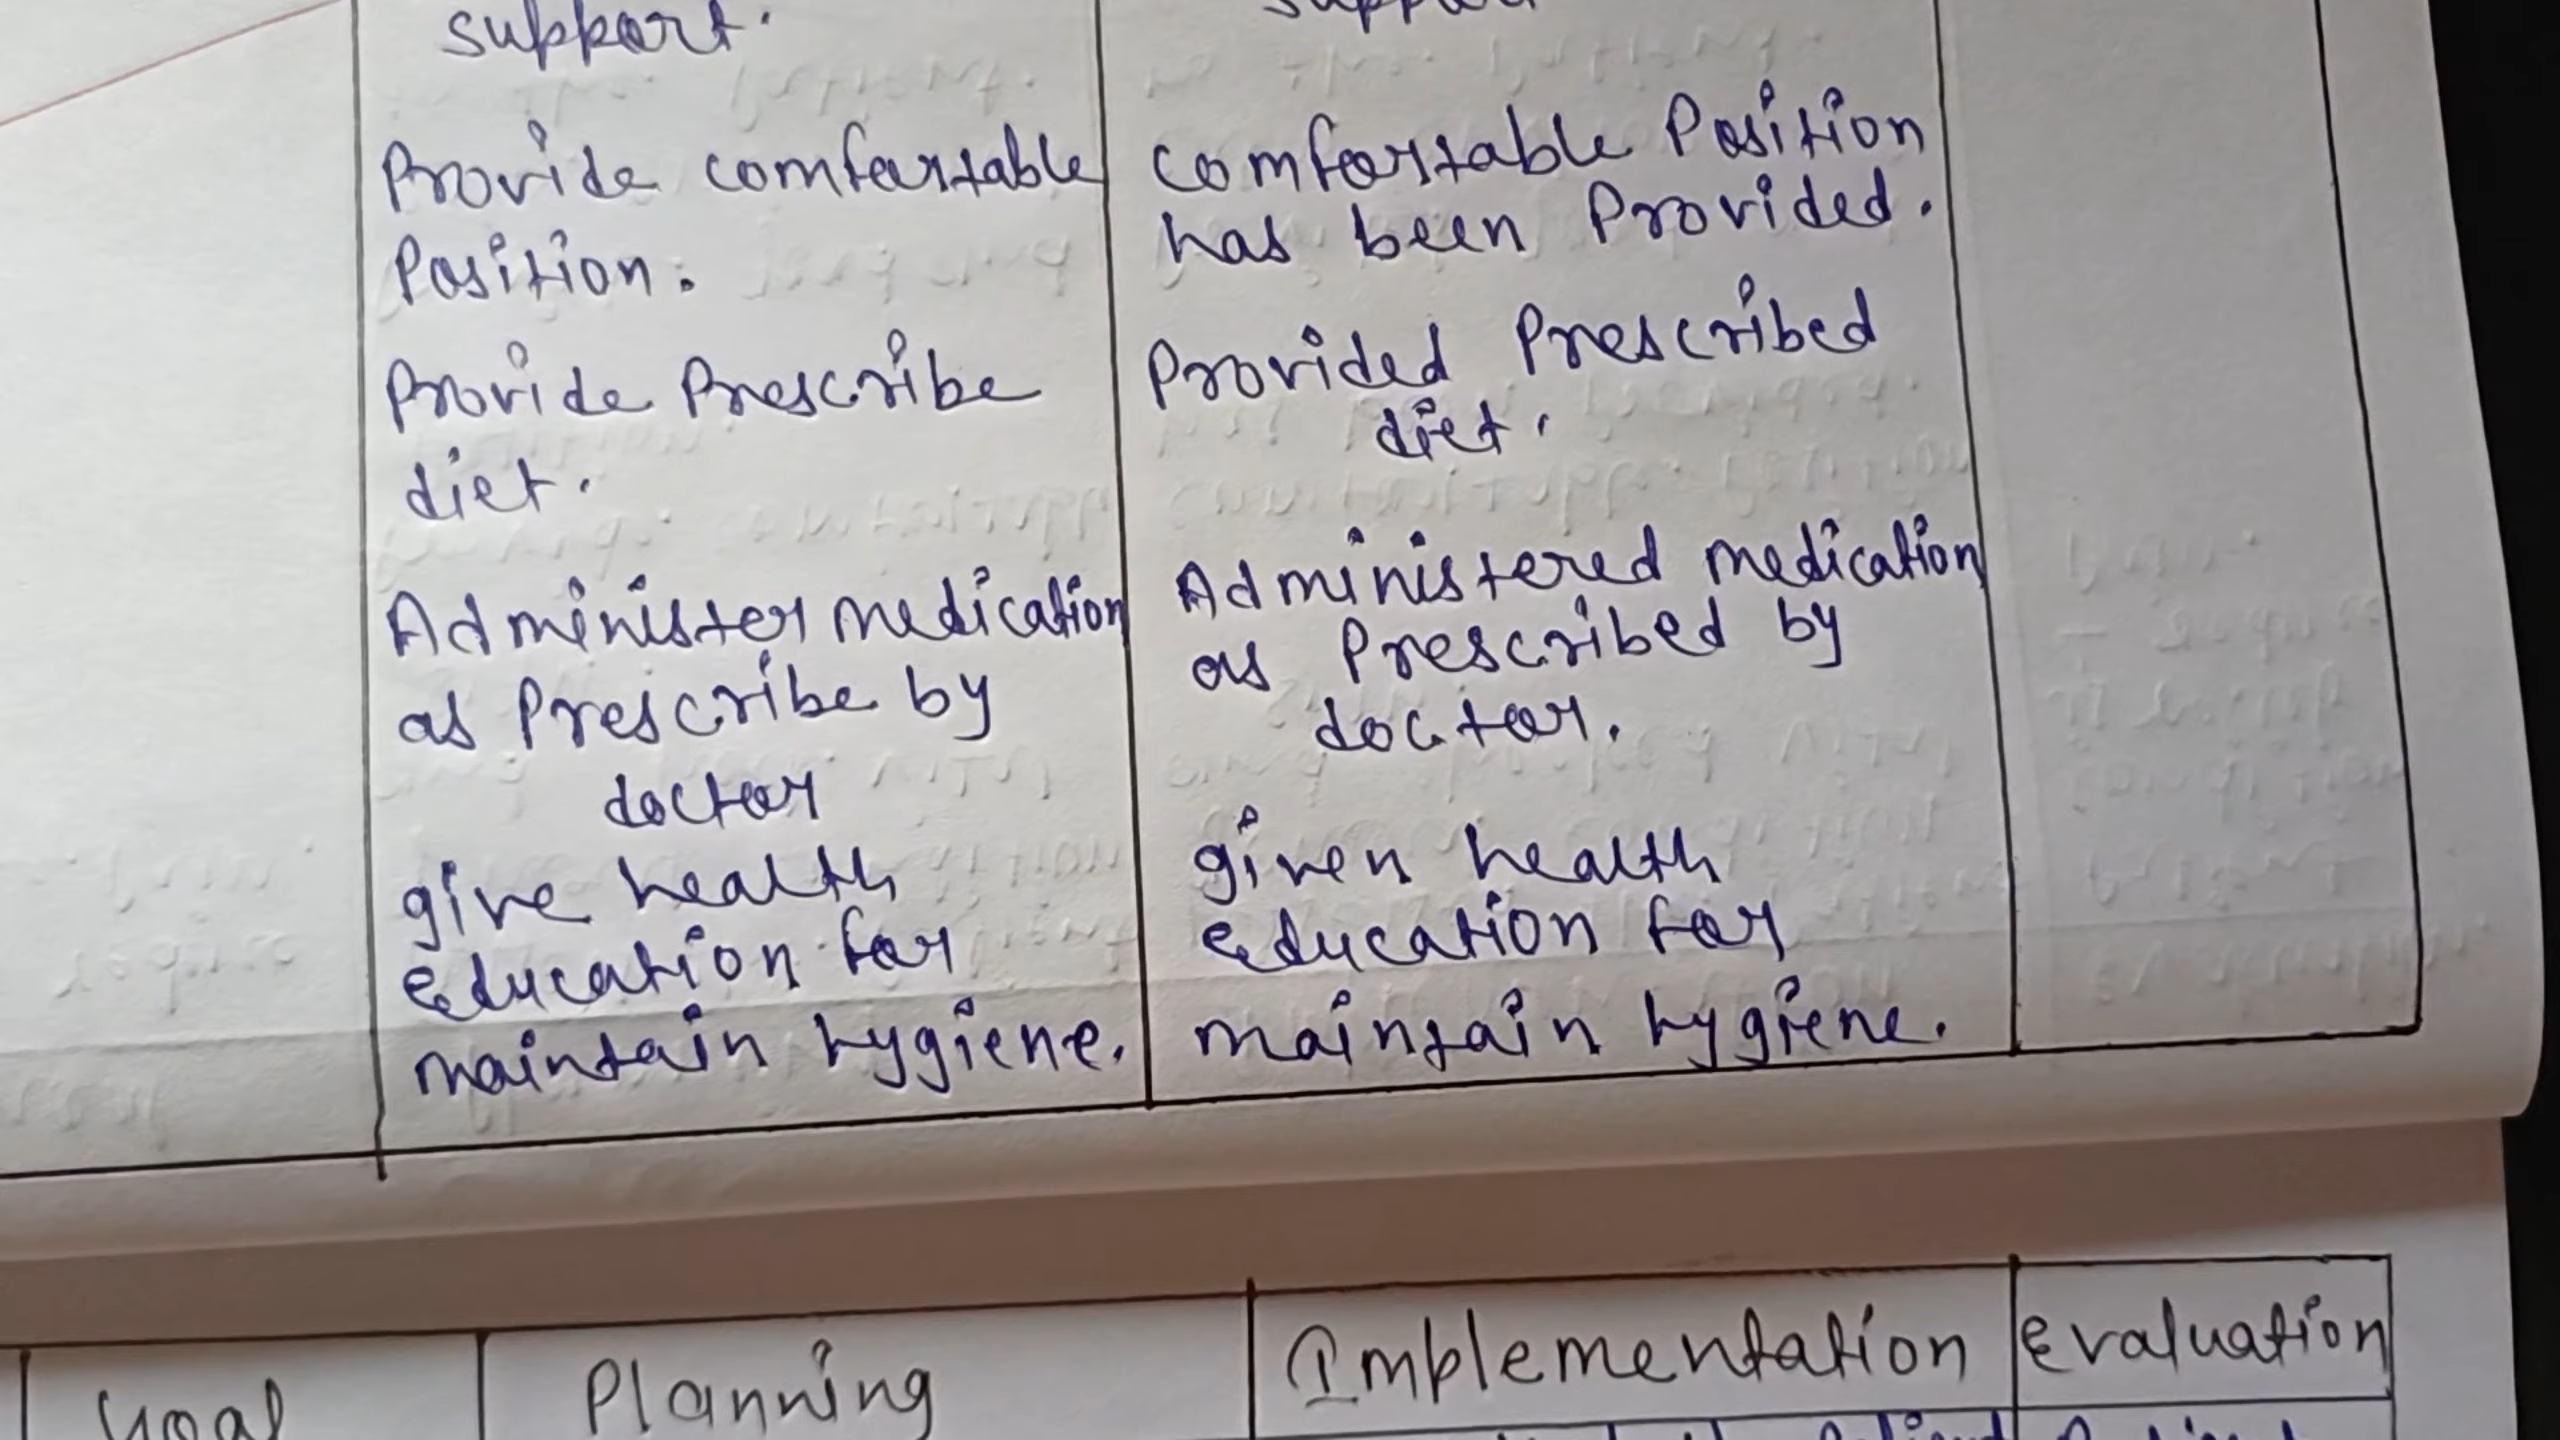 support.
Provide comfortable
Position.
Provide Prescribe
diet.
Administer medication
as Prescribe by
doctor
give health
education for
maintain hygiene.
support
comfortable Position
has been Provided.
Provided Prescribed
diet.
Administered medication
as Prescribed by
doctor.
given health
education for
maintain hygiene.
Goal
Planning
Implementation
evaluation